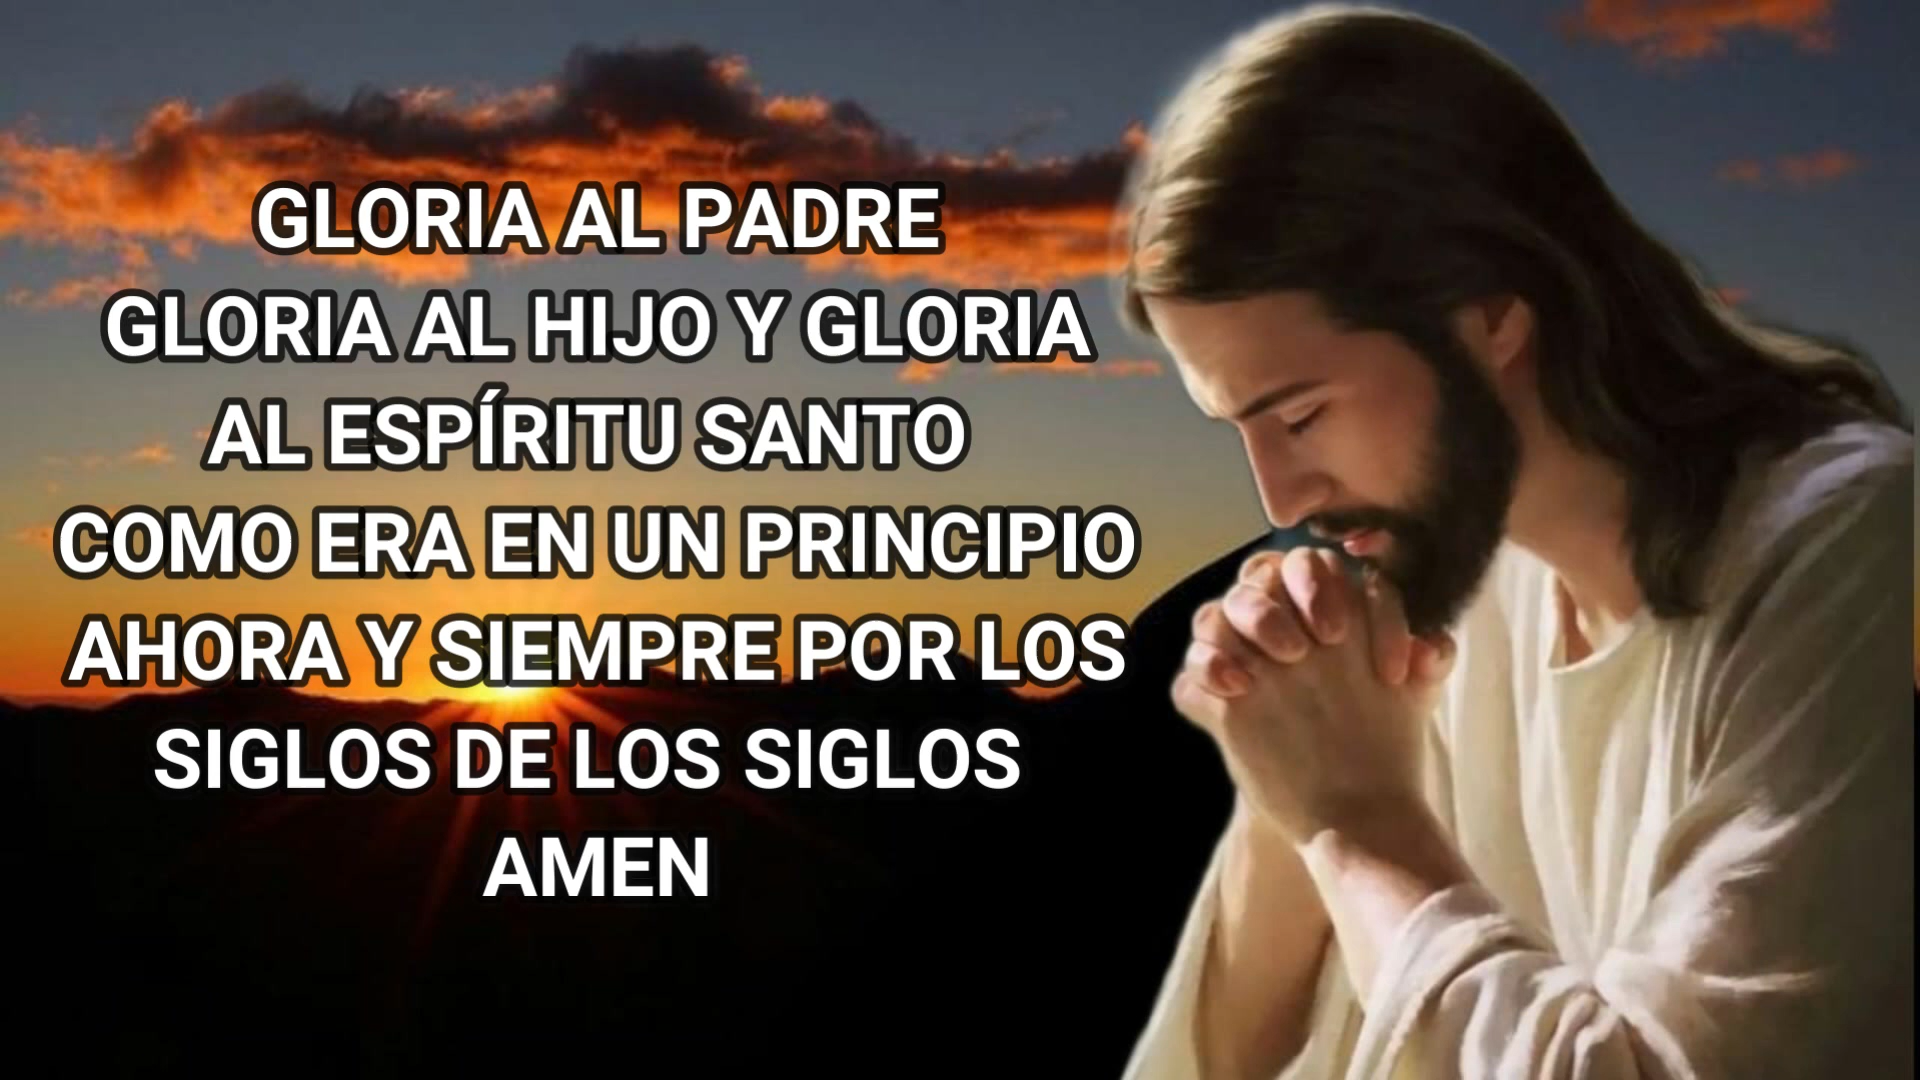 GLORIA AL PADRE
GLORIA AL HIJO Y GLORIA
AL ESPÍRITU SANTO
COMO ERA EN UN PRINCIPIO
AHORA Y SIEMPRE POR LOS
SIGLOS DE LOS SIGLOS
AMEN